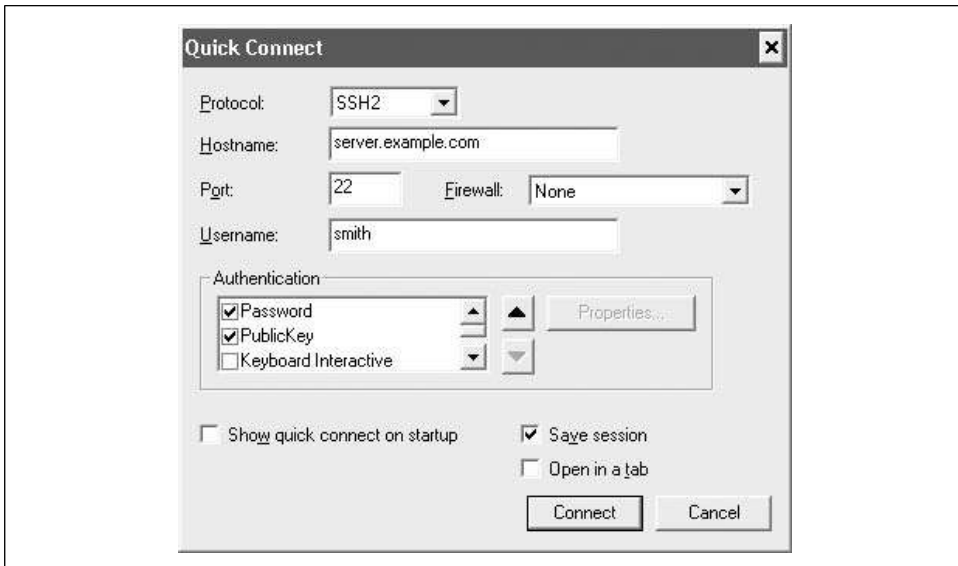 Quick Connect
Protocol: SSH2
Hostname: server.example.com
Port: 22 Firewall: None
Username: smith
Authentication
Password
PublicKey
Keyboard Interactive
Properties...
Show quick connect on startup
Save session
Open in a tab
Connect
Cancel